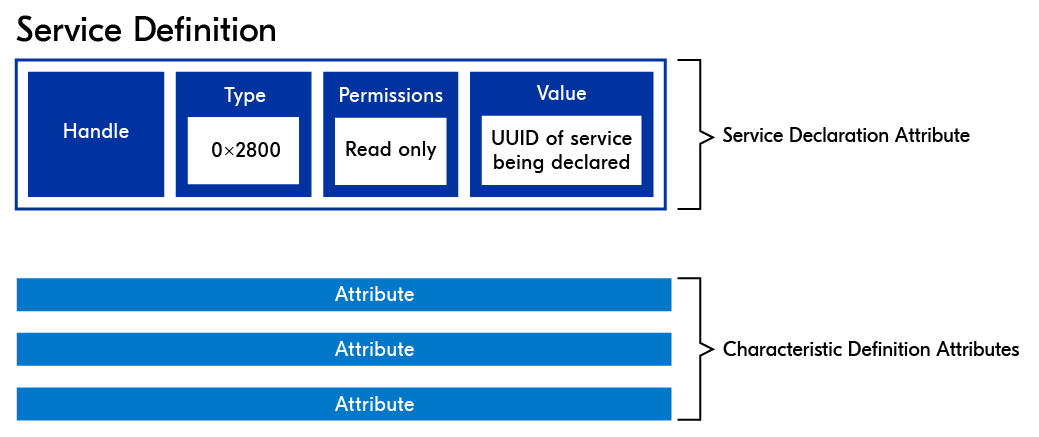 Service Definition
Handle
Type
0×2800
Permissions
Read only
Value
UUID of service
being declared
Service Declaration Attribute
Attribute
Attribute
Attribute
Characteristic Definition Attributes